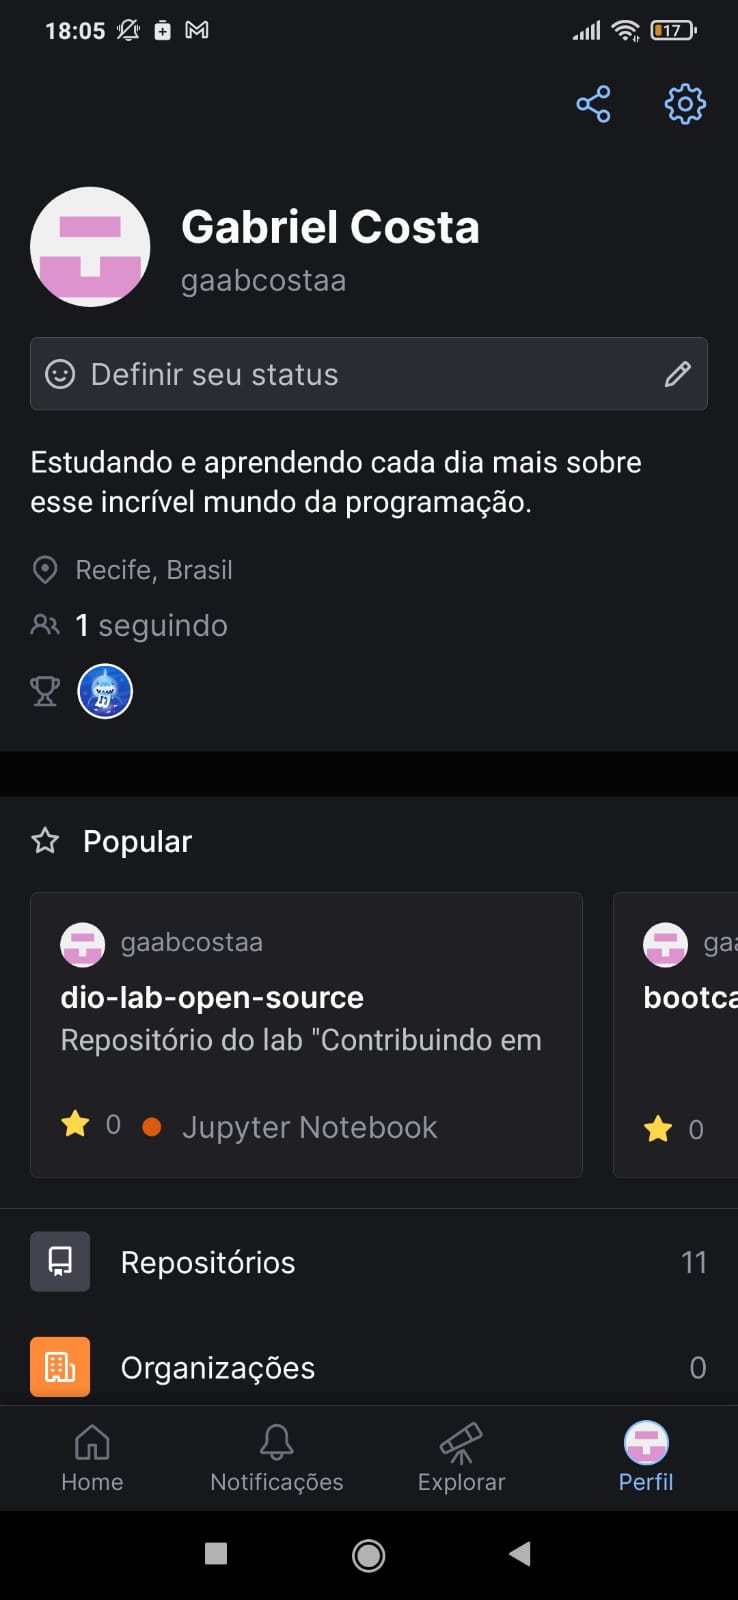 18:05
17
Gabriel Costa
gaabcostaa
Definir seu status
Estudando e aprendendo cada dia mais sobre
esse incrível mundo da programação.
Recife, Brasil
1 seguindo
Popular
gaabcostaa
dio-lab-open-source
Repositório do lab "Contribuindo em
0 Jupyter Notebook
gaa
bootca
0
Repositórios 11
Organizações 0
Home Notificações Explorar Perfil